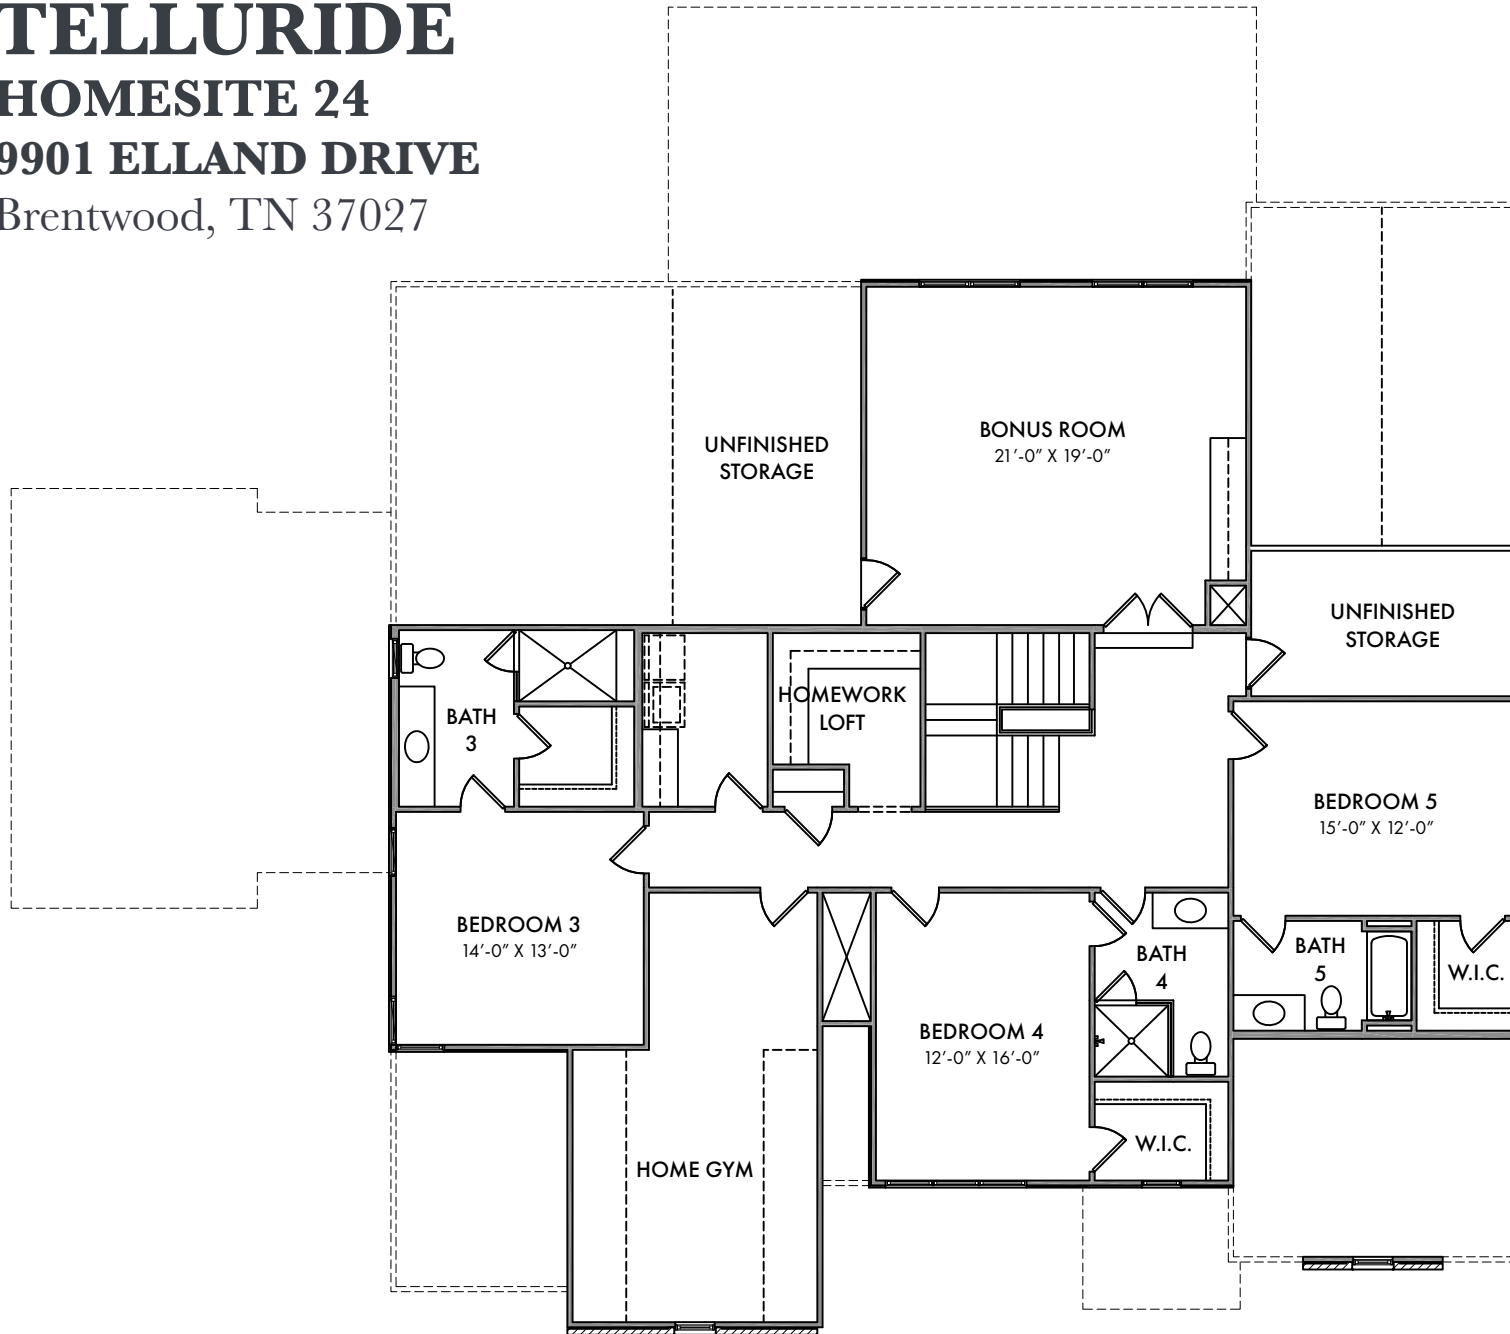 TELLURIDE
HOMESITE 24
9901 ELLAND DRIVE
Brentwood, TN 37027
UNFINISHED
STORAGE
BONUS ROOM
21'-0" X 19'-0"
UNFINISHED
STORAGE
HOMEWORK
LOFT
BATH
3
BEDROOM 5
15'-0" X 12'-0"
BEDROOM 3
14'-0" X 13'-0"
BATH
4
BATH
5
W.I.C.
BEDROOM 4
12'-0" X 16'-0"
W.I.C.
HOME GYM